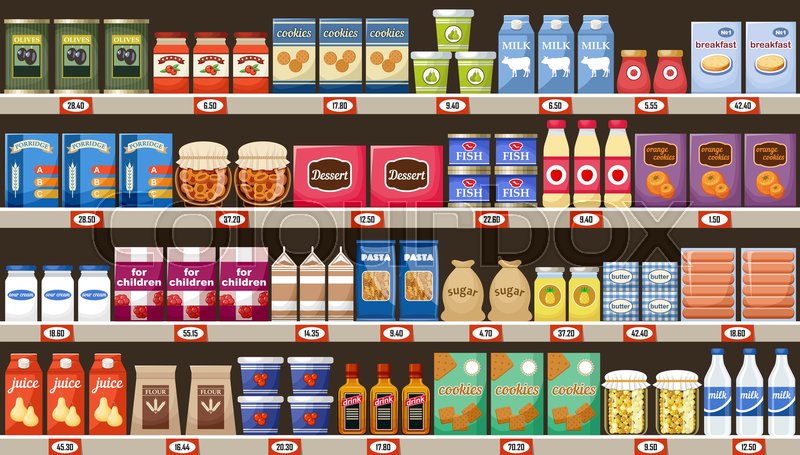 OLIVES OLIVES OLIVES cookies cookies cookies MILK MILK MILK №1 breakfast №1 breakfast
28.40 6.50 17.80 9.40 6.50 5.55 42.40
PORRIDGE A B C PORRIDGE A B C PORRIDGE A B C Dessert Dessert FISH FISH FISH FISH orange cookies orange cookies orange cookies
28.50 37.20 12.50 22.60 9.40 1.50
colourbox
sour cream sour cream sour cream for children for children for children PASTA PASTA sugar sugar butter butter butter butter
18.60 55.15 14.35 9.40 4.70 37.20 42.40 18.60
juice juice juice FLOUR FLOUR drink drink drink cookies cookies cookies milk milk milk
45.30 16.44 20.30 17.80 70.20 9.50 12.50